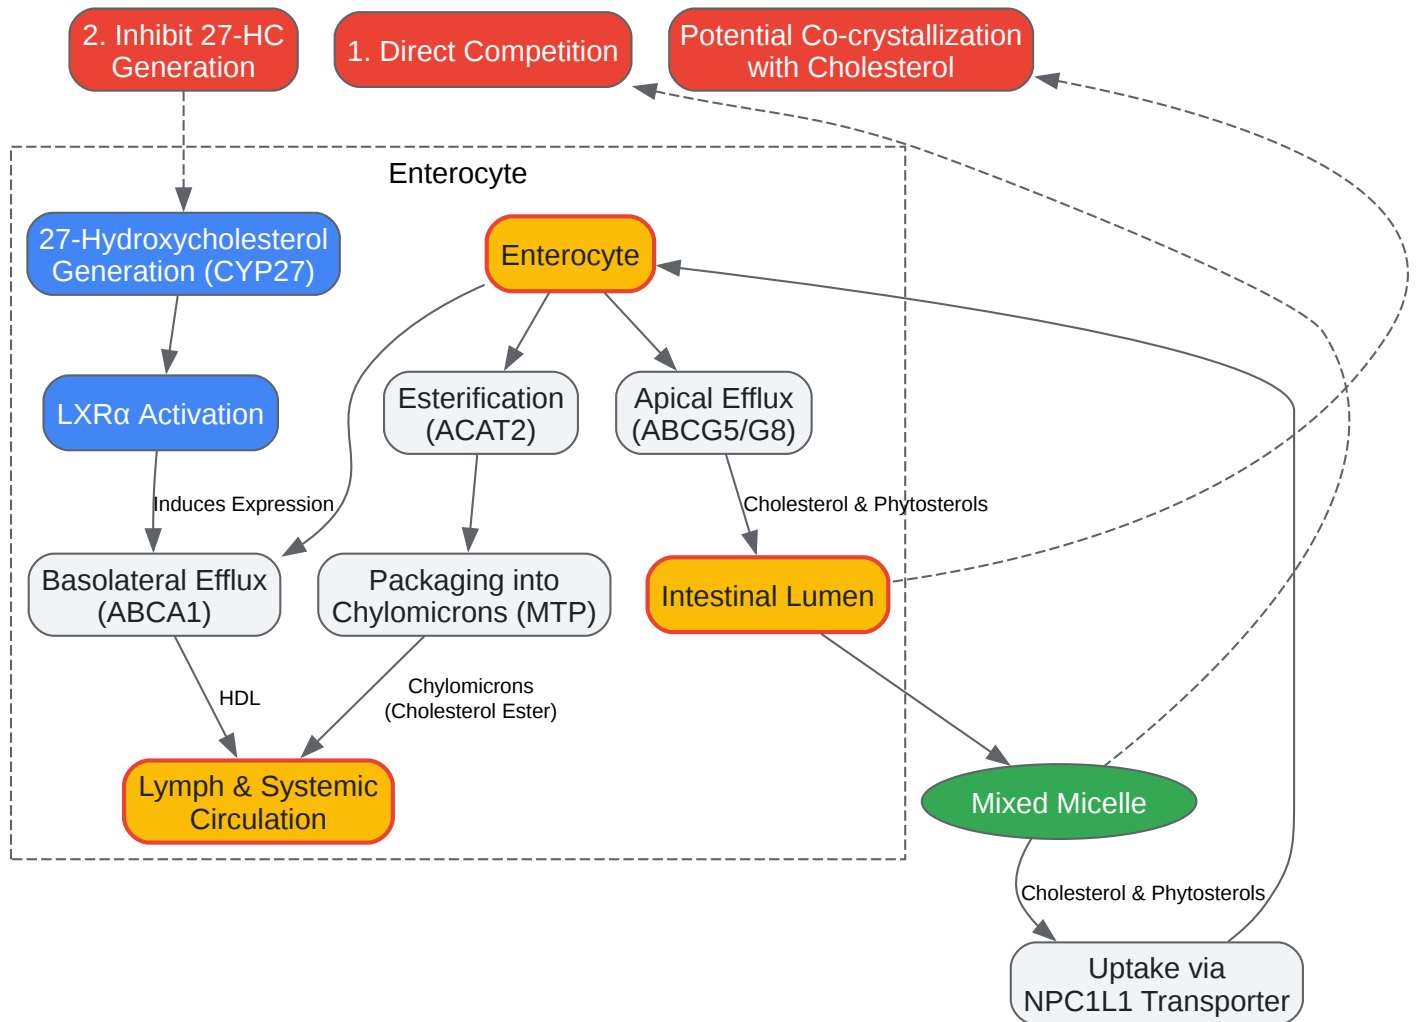 2. Inhibit 27-HC
Generation
1. Direct Competition
Potential Co-crystallization
with Cholesterol
Enterocyte
27-Hydroxycholesterol
Generation (CYP27)
Enterocyte
LXRα Activation
Esterification
(ACAT2)
Apical Efflux
(ABCG5/G8)
Induces Expression
Cholesterol & Phytosterols
Basolateral Efflux
(ABCA1)
Packaging into
Chylomicrons (MTP)
Intestinal Lumen
HDL
Chylomicrons
(Cholesterol Ester)
Lymph & Systemic
Circulation
Mixed Micelle
Cholesterol & Phytosterols
Uptake via
NPC1L1 Transporter